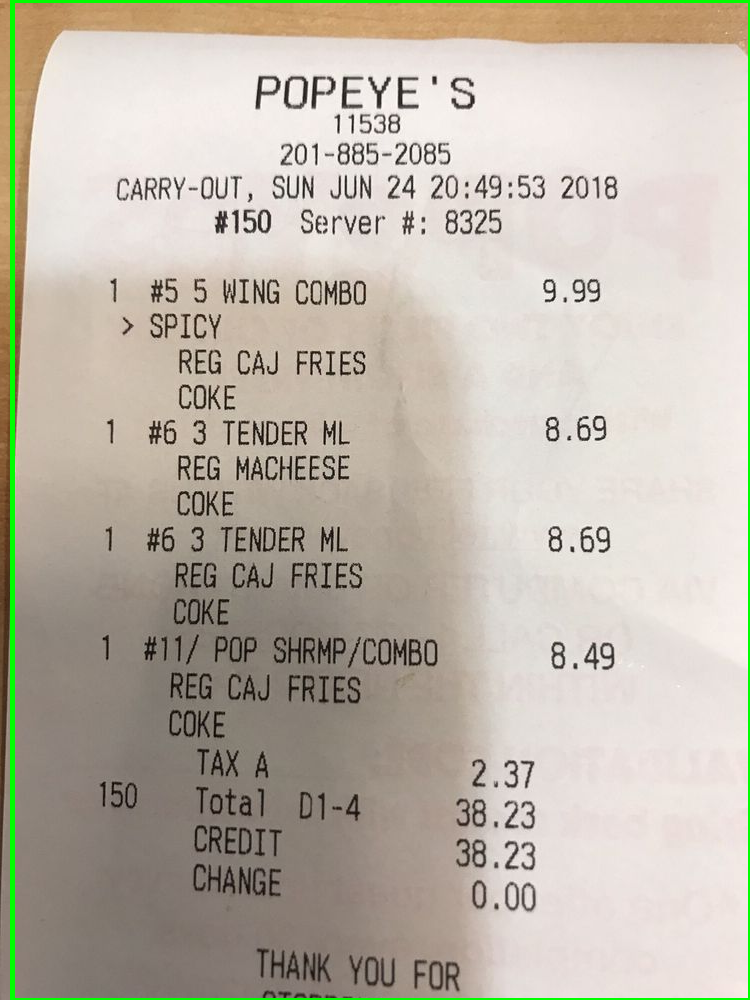 POPEYE'S
11538
201-885-2085
CARRY-OUT, SUN JUN 24 20:49:53 2018
#150 Server #: 8325
1 #5 5 WING COMBO 9.99
> SPICY
REG CAJ FRIES
COKE
1 #6 3 TENDER ML 8.69
REG MACHEESE
COKE
1 #6 3 TENDER ML 8.69
REG CAJ FRIES
COKE
1 #11/ POP SHRMP/COMBO 8.49
REG CAJ FRIES
COKE
TAX A 2.37
150 Total D1-4 38.23
CREDIT 38.23
CHANGE 0.00
THANK YOU FOR